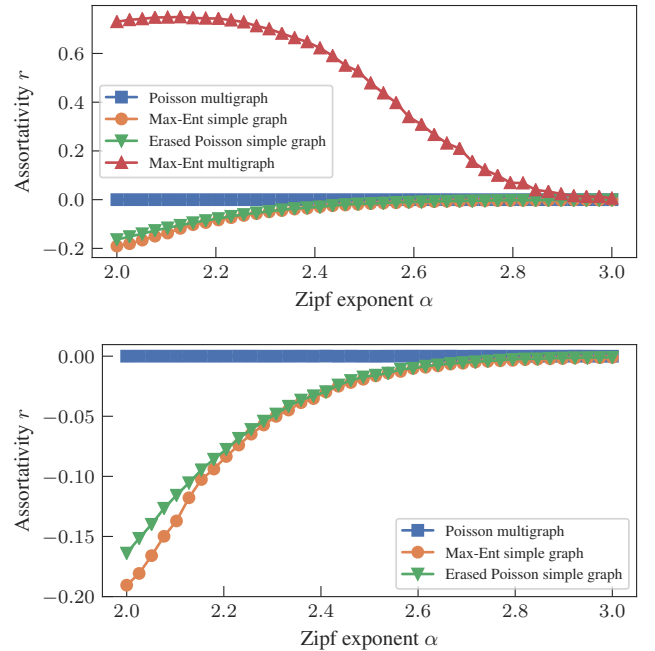 0.6
0.4
0.2
0.0
−0.2
Assortativity r
Poisson multigraph
Max-Ent simple graph
Erased Poisson simple graph
Max-Ent multigraph
2.0 2.2 2.4 2.6 2.8 3.0
Zipf exponent α
0.00
−0.05
−0.10
−0.15
−0.20
Assortativity r
Poisson multigraph
Max-Ent simple graph
Erased Poisson simple graph
2.0 2.2 2.4 2.6 2.8 3.0
Zipf exponent α